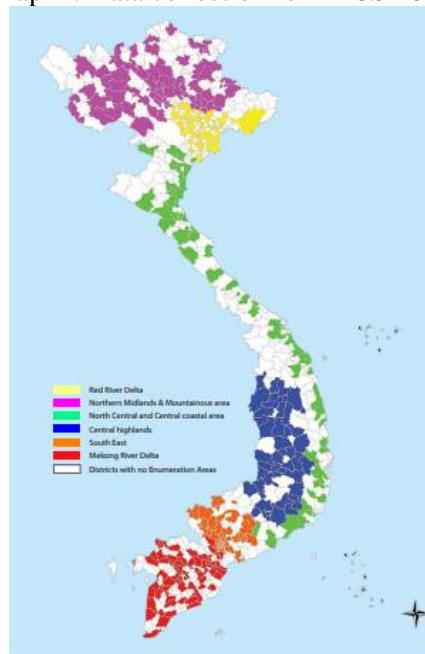 Red River Delta
Northern Midlands & Mountainous area
North Central and Central coastal area
Central highlands
South East
Mekong River Delta
Districts with no Enumeration Areas